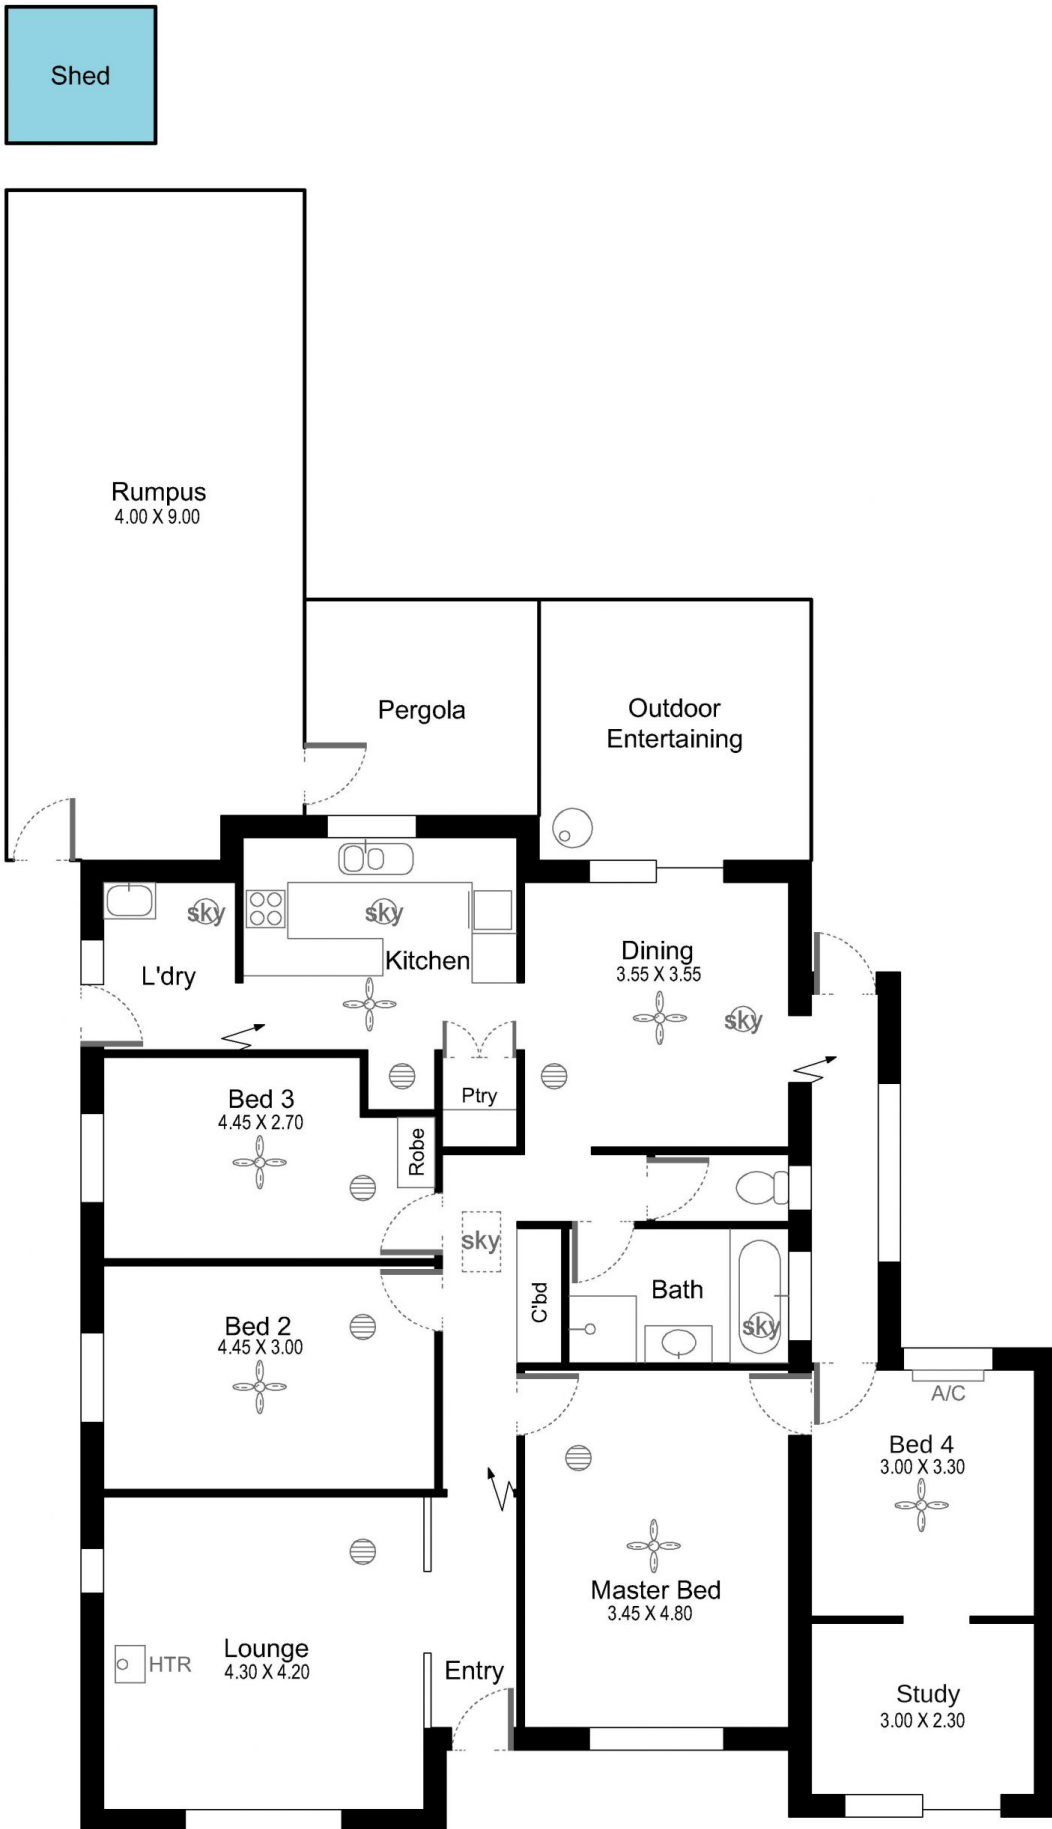 Shed
Rumpus
4.00 X 9.00
Pergola
Outdoor
Entertaining
sky
sky
L'dry
Kitchen
Dining
3.55 X 3.55
sky
Bed 3
4.45 X 2.70
Ptry
Robe
sky
C'bd
Bath
sky
Bed 2
4.45 X 3.00
A/C
Bed 4
3.00 X 3.30
Master Bed
3.45 X 4.80
Lounge
4.30 X 4.20
HTR
Entry
Study
3.00 X 2.30